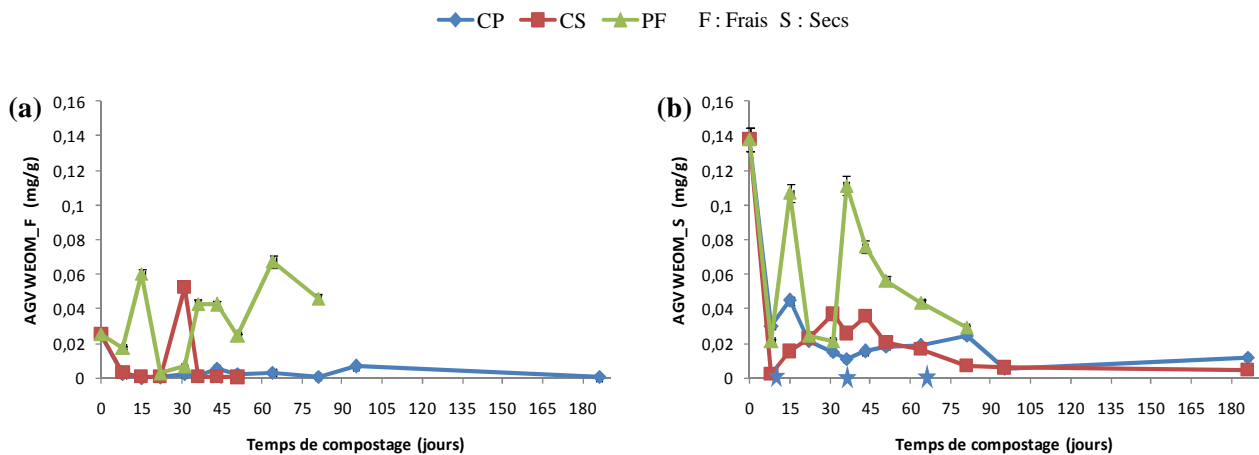 CP CS PF F : Frais S : Secs
(a)
AGV WEOM_F (mg/g)
0,16
0,14
0,12
0,1
0,08
0,06
0,04
0,02
0
0 15 30 45 60 75 90 105 120 135 150 165 180
Temps de compostage (jours)
(b)
AGV WEOM_S (mg/g)
0,16
0,14
0,12
0,1
0,08
0,06
0,04
0,02
0
0 15 30 45 60 75 90 105 120 135 150 165 180
Temps de compostage (jours)